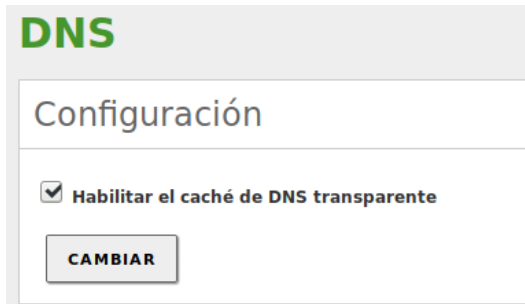 DNS
Configuración
Habilitar el caché de DNS transparente
CAMBIAR